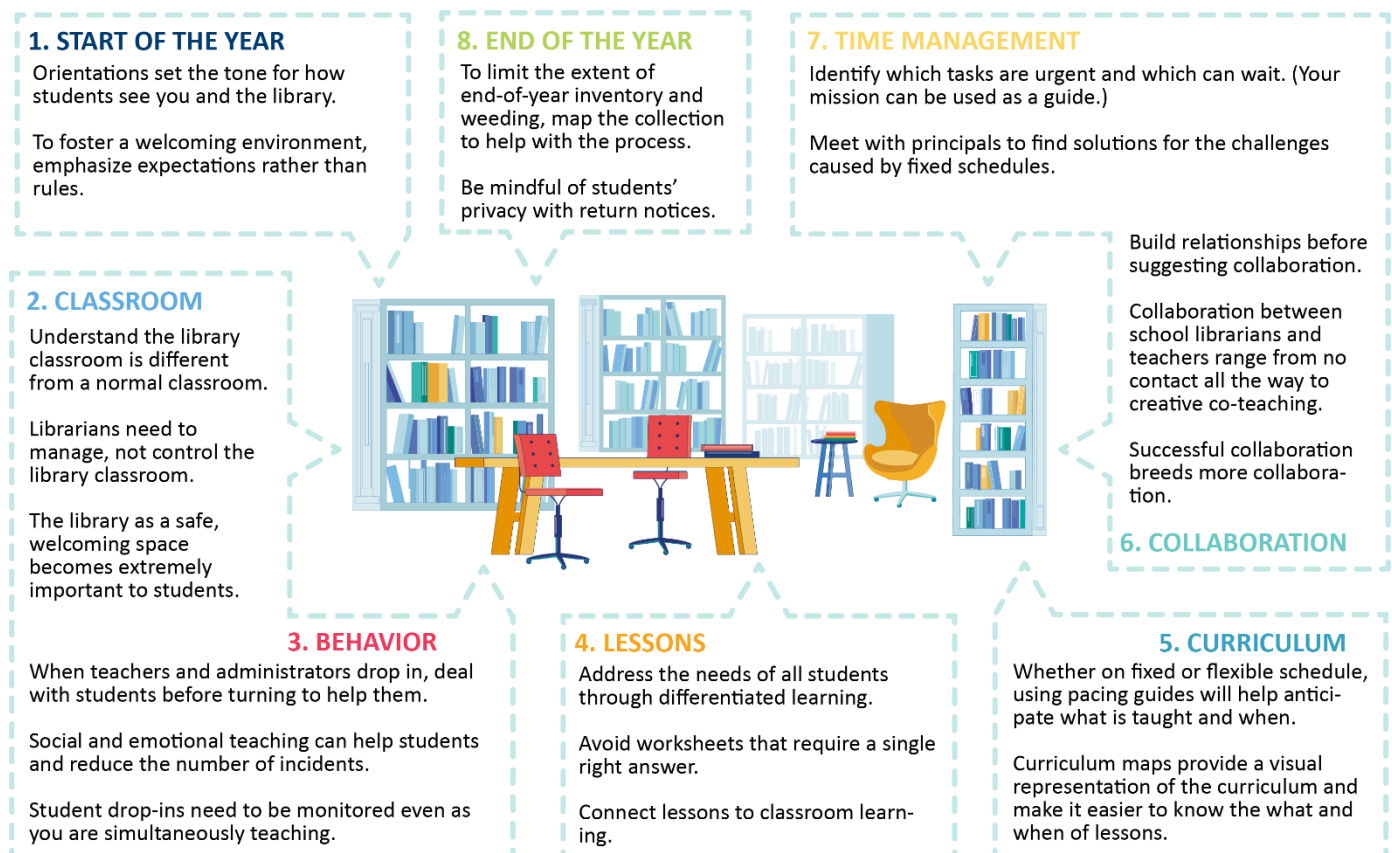 1. START OF THE YEAR
Orientations set the tone for how
students see you and the library.
To foster a welcoming environment,
emphasize expectations rather than
rules.
2. CLASSROOM
Understand the library
classroom is different
from a normal classroom.
Librarians need to
manage, not control the
library classroom.
The library as a safe,
welcoming space
becomes extremely
important to students.
3. BEHAVIOR
When teachers and administrators drop in, deal
with students before turning to help them.
Social and emotional teaching can help students
and reduce the number of incidents.
Student drop-ins need to be monitored even as
you are simultaneously teaching.
4. LESSONS
Address the needs of all students
through differentiated learning.
Avoid worksheets that require a single
right answer.
Connect lessons to classroom learn-
ing.
5. CURRICULUM
Whether on fixed or flexible schedule,
using pacing guides will help antici-
pate what is taught and when.
Curriculum maps provide a visual
representation of the curriculum and
make it easier to know the what and
when of lessons.
6. COLLABORATION
Build relationships before
suggesting collaboration.
Collaboration between
school librarians and
teachers range from no
contact all the way to
creative co-teaching.
Successful collaboration
breeds more collabora-
tion.
7. TIME MANAGEMENT
Identify which tasks are urgent and which can wait. (Your
mission can be used as a guide.)
Meet with principals to find solutions for the challenges
caused by fixed schedules.
8. END OF THE YEAR
To limit the extent of
end-of-year inventory and
weeding, map the collection
to help with the process.
Be mindful of students’
privacy with return notices.